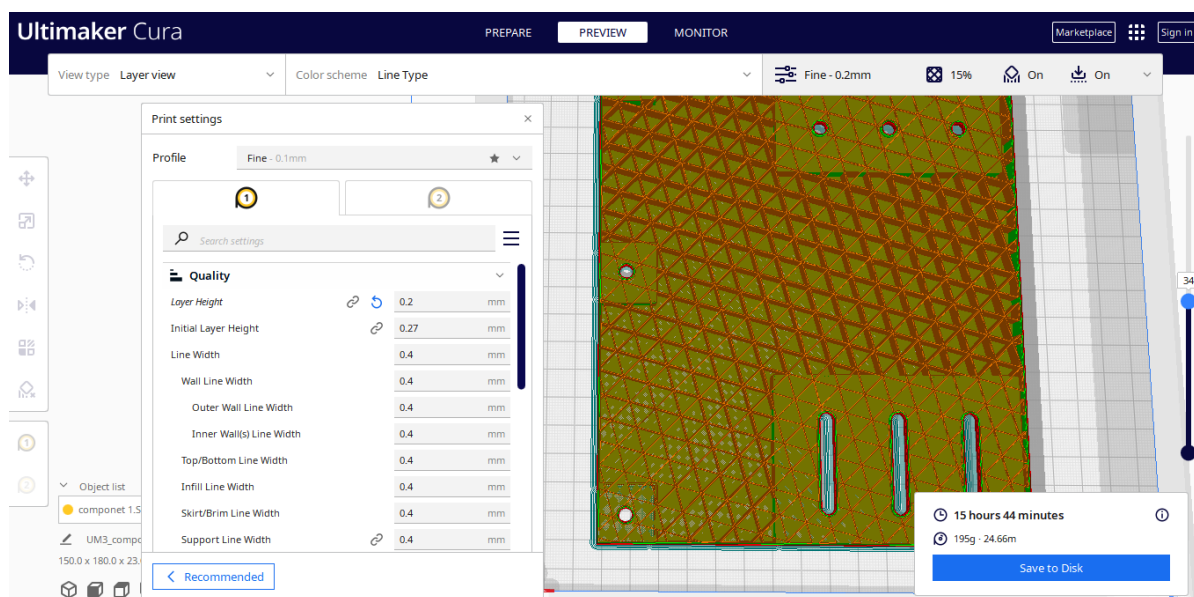 Ultimaker Cura
PREPARE PREVIEW MONITOR
Marketplace Sign in
View type Layer view
Color scheme Line Type
Fine - 0.2mm 15% On On
Print settings
Profile Fine - 0.1mm
1 2
Search settings
Quality
Layer Height 0.2 mm
Initial Layer Height 0.27 mm
Line Width 0.4 mm
Wall Line Width 0.4 mm
Outer Wall Line Width 0.4 mm
Inner Wall(s) Line Width 0.4 mm
Top/Bottom Line Width 0.4 mm
Infill Line Width 0.4 mm
Skirt/Brim Line Width 0.4 mm
Support Line Width 0.4 mm
Recommended
1
2
Object list
componet 1.S
UM3_compo
150.0 x 180.0 x 23.
34
15 hours 44 minutes
195g · 24.66m
Save to Disk